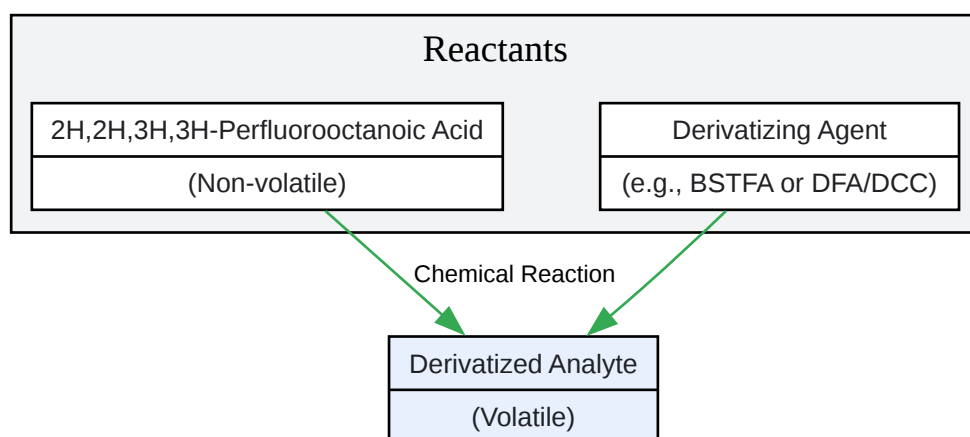 Reactants
2H,2H,3H,3H-Perfluorooctanoic Acid
(Non-volatile)
Derivatizing Agent
(e.g., BSTFA or DFA/DCC)
Chemical Reaction
Derivatized Analyte
(Volatile)